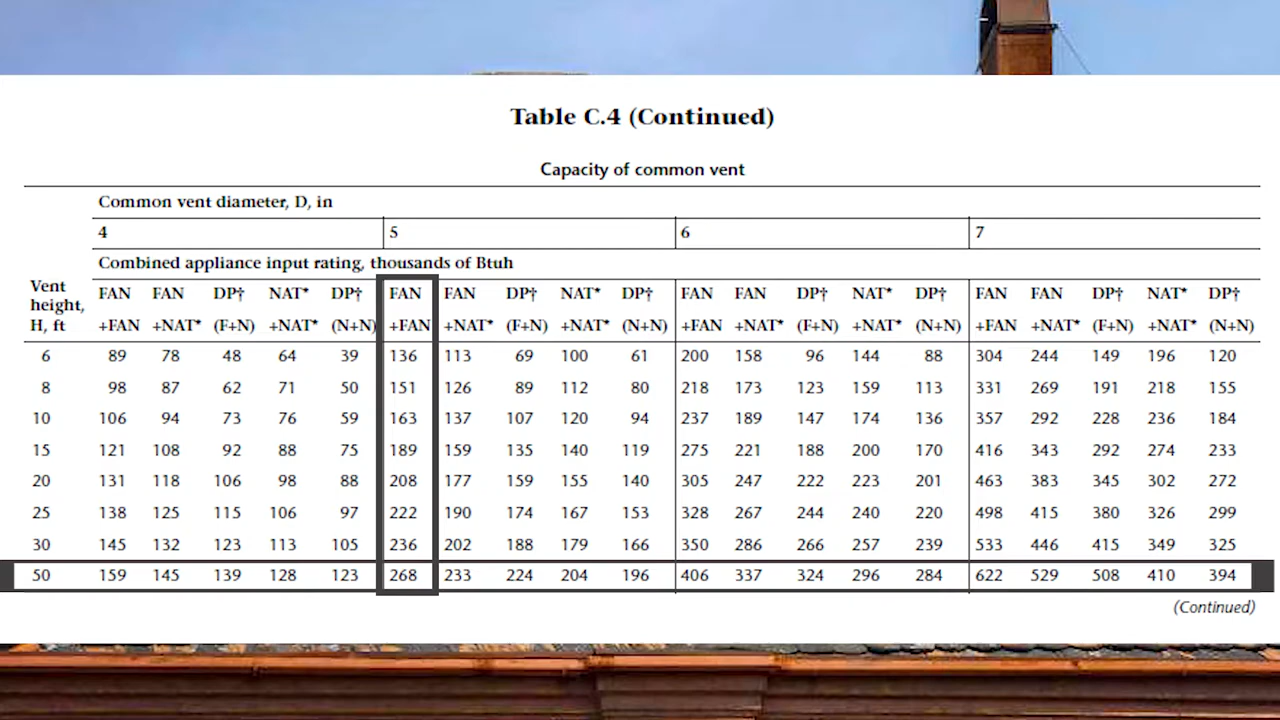 Table C.4 (Continued)
Capacity of common vent
Common vent diameter, D, in
4 5 6 7
Combined appliance input rating, thousands of Btuh
Vent height, H, ft
FAN FAN DP† NAT* DP† FAN FAN DP† NAT* DP† FAN FAN DP† NAT* DP† FAN FAN DP† NAT* DP†
+FAN +NAT* (F+N) +NAT* (N+N) +FAN +NAT* (F+N) +NAT* (N+N) +FAN +NAT* (F+N) +NAT* (N+N) +FAN +NAT* (F+N) +NAT* (N+N)
6 89 78 48 64 39 136 113 69 100 61 200 158 96 144 88 304 244 149 196 120
8 98 87 62 71 50 151 126 89 112 80 218 173 123 159 113 331 269 191 218 155
10 106 94 73 76 59 163 137 107 120 94 237 189 147 174 136 357 292 228 236 184
15 121 108 92 88 75 189 159 135 140 119 275 221 188 200 170 416 343 292 274 233
20 131 118 106 98 88 208 177 159 155 140 305 247 222 223 201 463 383 345 302 272
25 138 125 115 106 97 222 190 174 167 153 328 267 244 240 220 498 415 380 326 299
30 145 132 123 113 105 236 202 188 179 166 350 286 266 257 239 533 446 415 349 325
50 159 145 139 128 123 268 233 224 204 196 406 337 324 296 284 622 529 508 410 394
(Continued)